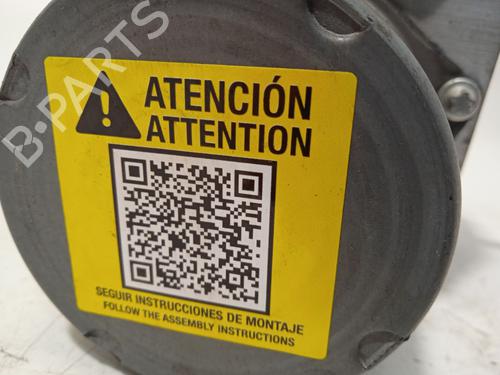 B-PARTS
ATENCIÓN
ATTENTION
SEGUIR INSTRUCCIONES DE MONTAJE
FOLLOW THE ASSEMBLY INSTRUCTIONS